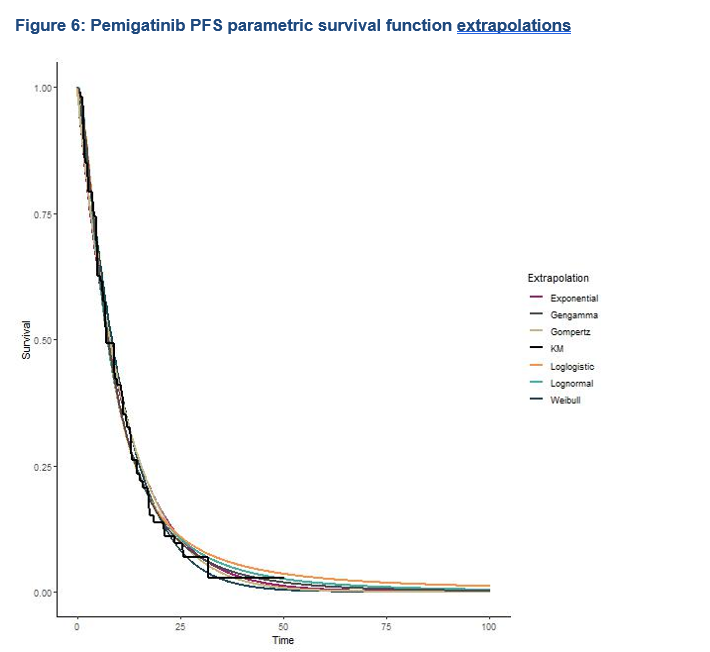 Figure 6: Pemigatinib PFS parametric survival function extrapolations
1.00
0.75
0.50
0.25
0.00
Survival
0
25
50
75
100
Time
Extrapolation
Exponential
Gengamma
Gompertz
KM
Loglogistic
Lognormal
Weibull